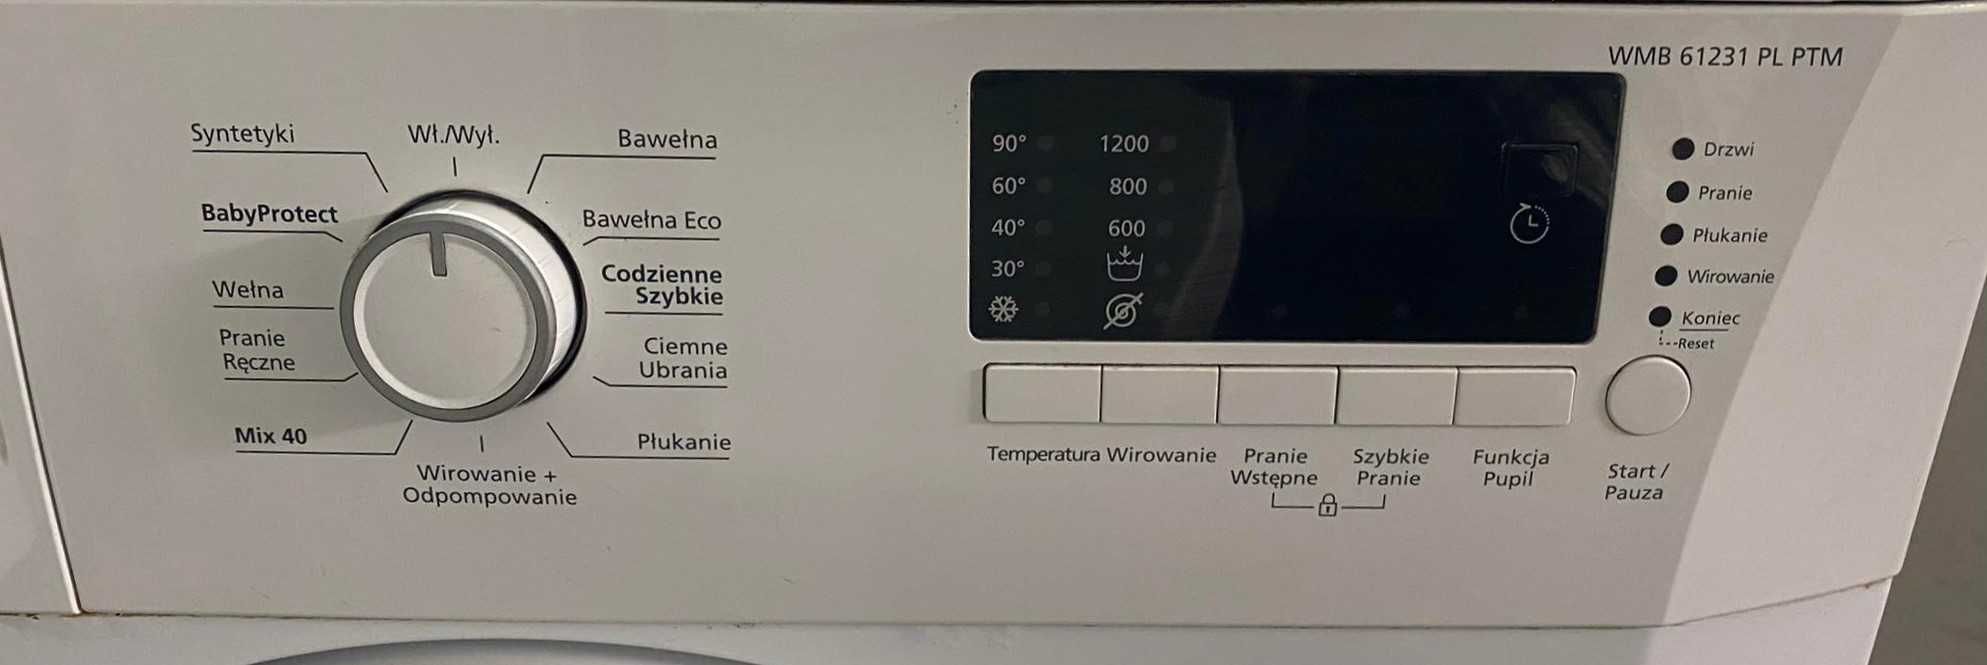 WMB 61231 PL PTM
Syntetyki
Wł./Wył.
Bawełna
BabyProtect
Bawełna Eco
Wełna
Codzienne
Szybkie
Pranie
Ręczne
Ciemne
Ubrania
Mix 40
Płukanie
Wirowanie +
Odpompowanie
90° 1200
60° 800
40° 600
30°
Drzwi
Pranie
Płukanie
Wirowanie
Koniec
Reset
Temperatura
Wirowanie
Pranie
Wstępne
Szybkie
Pranie
Funkcja
Pupil
Start /
Pauza